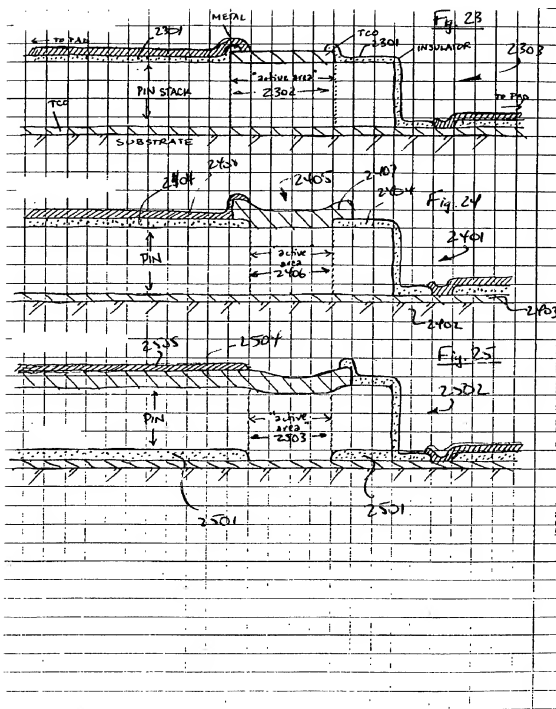 Fig. 23
METAL
TCO
← TO PAD
2301
2301
INSULATOR
2303
"active area"
2302
PIN STACK
TO PAD →
TCO
SUBSTRATE
2404
2405
2407
2404
Fig. 24
2401
PIN
"active
area"
2406
2403
2402
Fig. 25
2504
2502
PIN
"active
area"
2503
2501
2501